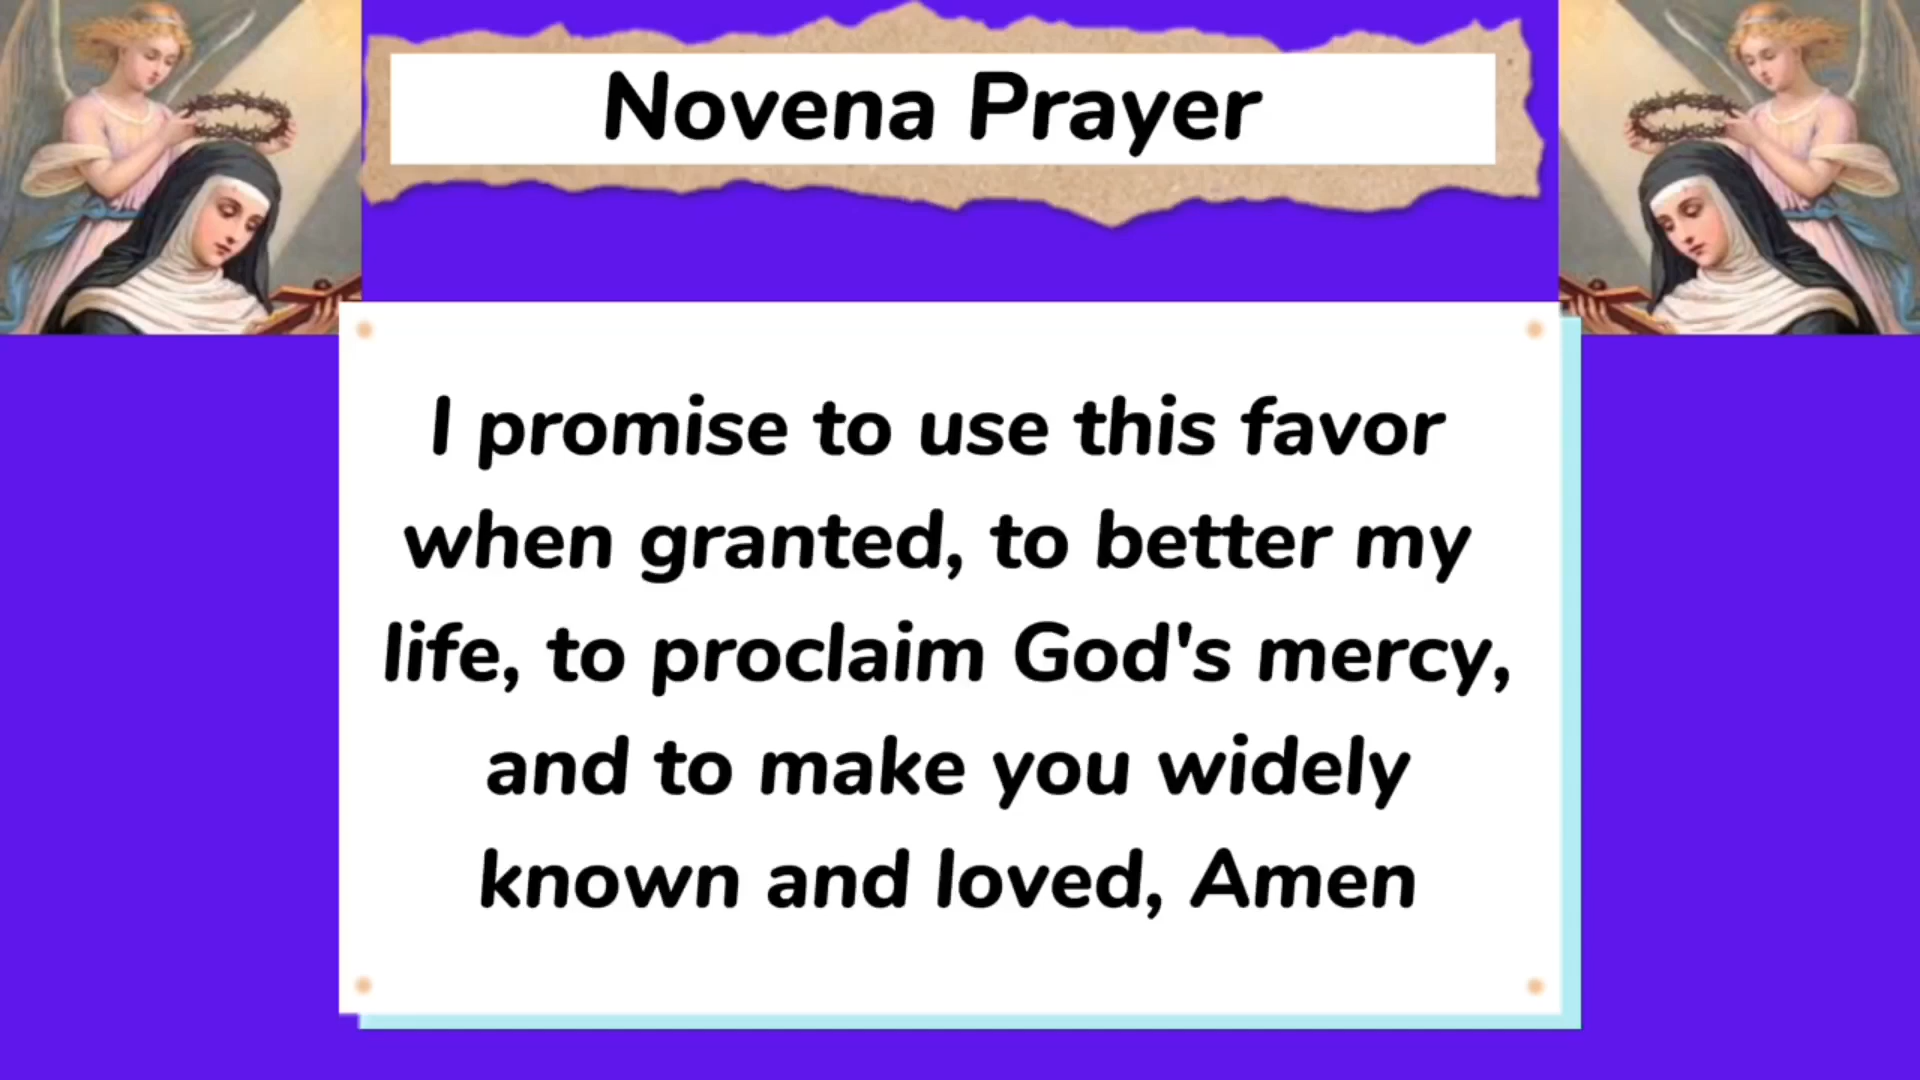 Novena Prayer
I promise to use this favor
when granted, to better my
life, to proclaim God's mercy,
and to make you widely
known and loved, Amen